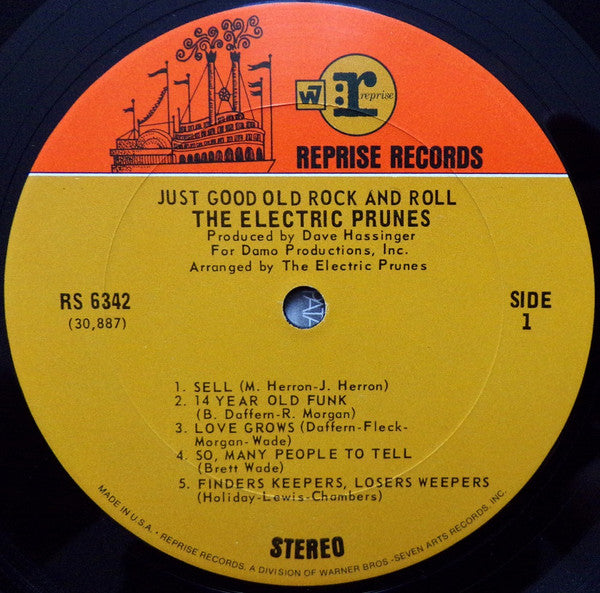 W7
r
reprise
REPRISE RECORDS
JUST GOOD OLD ROCK AND ROLL
THE ELECTRIC PRUNES
Produced by Dave Hassinger
For Damo Productions, Inc.
Arranged by The Electric Prunes
RS 6342
(30,887)
SIDE
1
1. SELL (M. Herron-J. Herron)
2. 14 YEAR OLD FUNK
(B. Daffern-R. Morgan)
3. LOVE GROWS (Daffern-Fleck-
Morgan-Wade)
4. SO, MANY PEOPLE TO TELL
(Brett Wade)
5. FINDERS KEEPERS, LOSERS WEEPERS
(Holiday-Lewis-Chambers)
STEREO
MADE IN U.S.A. • REPRISE RECORDS, A DIVISION OF WARNER BROS.-SEVEN ARTS RECORDS, INC.